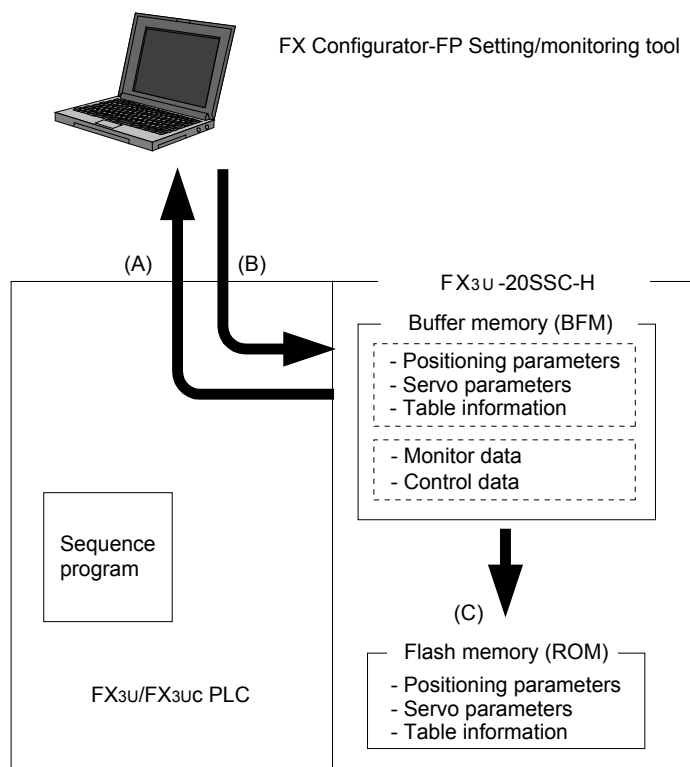 FX Configurator-FP Setting/monitoring tool
(A)
(B)
FX3U-20SSC-H
Buffer memory (BFM)
- Positioning parameters
- Servo parameters
- Table information
- Monitor data
- Control data
Sequence
program
(C)
Flash memory (ROM)
- Positioning parameters
- Servo parameters
- Table information
FX3U/FX3UC PLC